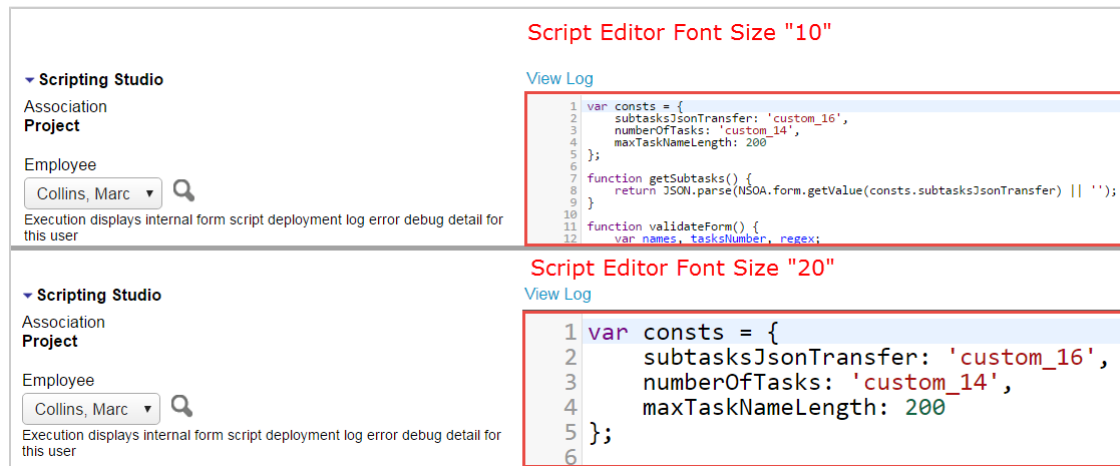 Script Editor Font Size "10"
Scripting Studio
Association
Project
Employee
Collins, Marc
Execution displays internal form script deployment log error debug detail for
this user
View Log
1 var consts = {
2     subtasksJsonTransfer: 'custom_16',
3     numberOfTasks: 'custom_14',
4     maxTaskNameLength: 200
5 };
6
7 function getSubtasks() {
8     return JSON.parse(NSOA.form.getValue(consts.subtasksJsonTransfer) || '');
9 }
10
11 function validateForm() {
12     var names, tasksNumber, regex;
Script Editor Font Size "20"
Scripting Studio
Association
Project
Employee
Collins, Marc
Execution displays internal form script deployment log error debug detail for
this user
View Log
1 var consts = {
2     subtasksJsonTransfer: 'custom_16',
3     numberOfTasks: 'custom_14',
4     maxTaskNameLength: 200
5 };
6